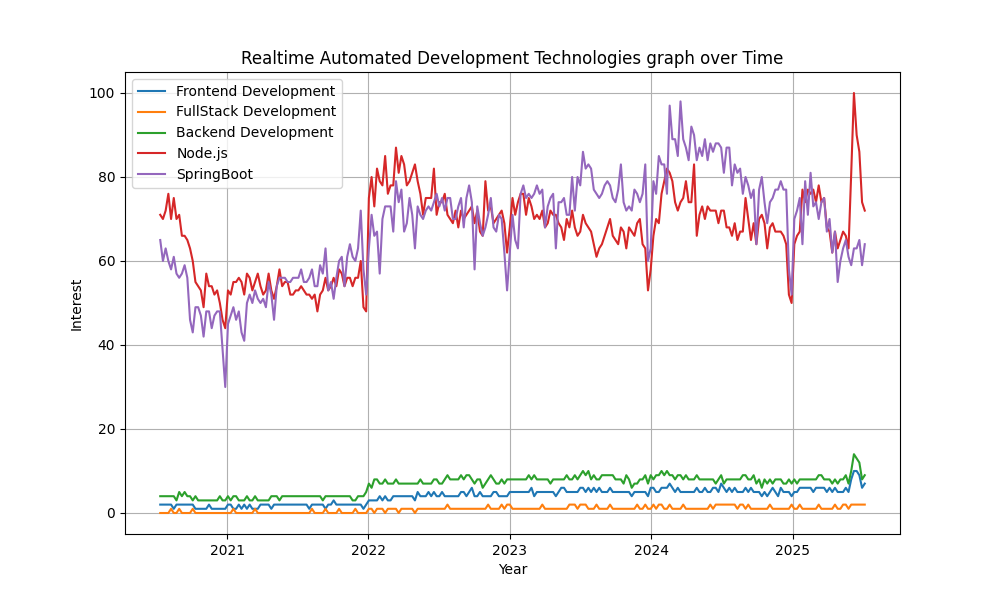 Realtime Automated Development Technologies graph over Time
Frontend Development
FullStack Development
Backend Development
Node.js
SpringBoot
100
80
60
40
20
0
Interest
2021 2022 2023 2024 2025
Year